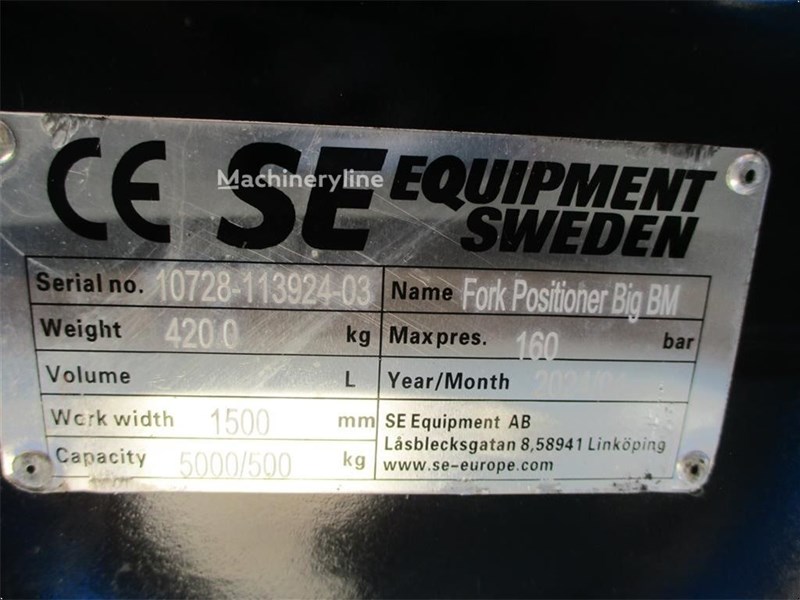 Machineryline
CE SE EQUIPMENT
SWEDEN
Serial no. 10728-113924-03 Name Fork Positioner Big BM
Weight 420.0 kg Max pres. 160 bar
Volume L Year/Month
Work width 1500 mm SE Equipment AB
Capacity 5000/500 kg Låsblecksgatan 8,58941 Linköping
www.se-europe.com